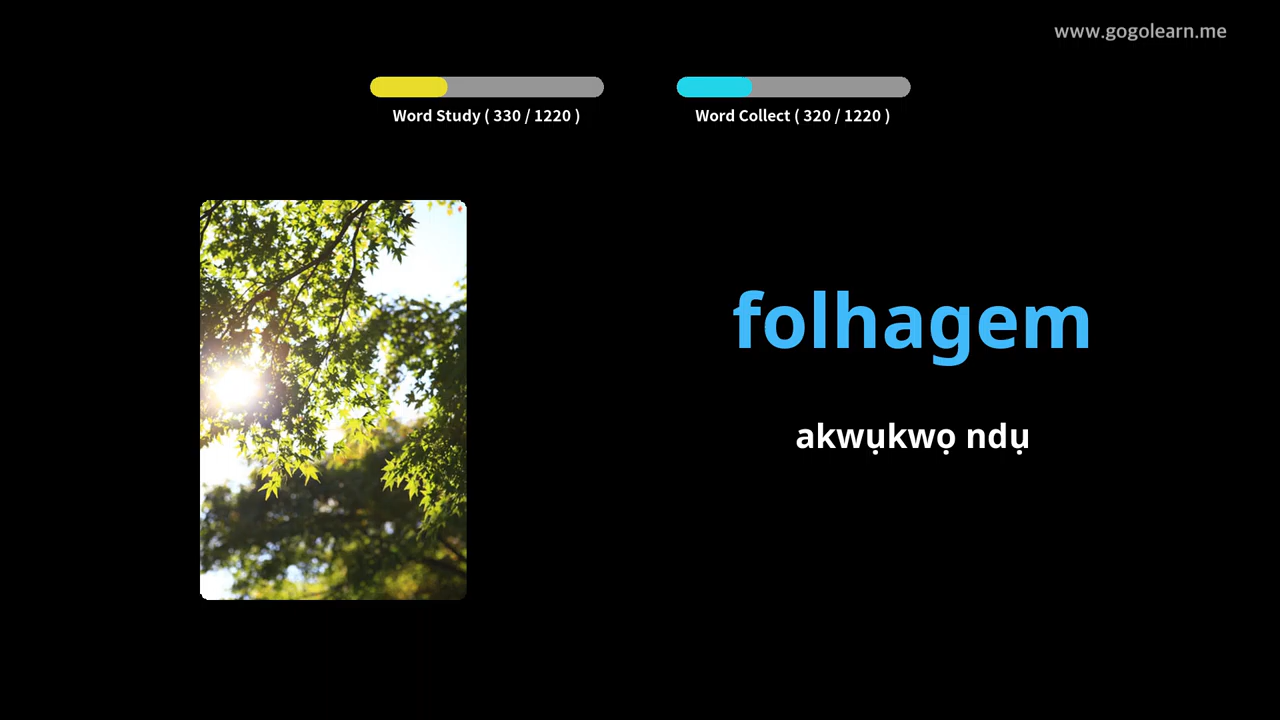 www.gogolearn.me
Word Study ( 330 / 1220 )
Word Collect ( 320 / 1220 )
folhagem
akwụkwọ ndụ